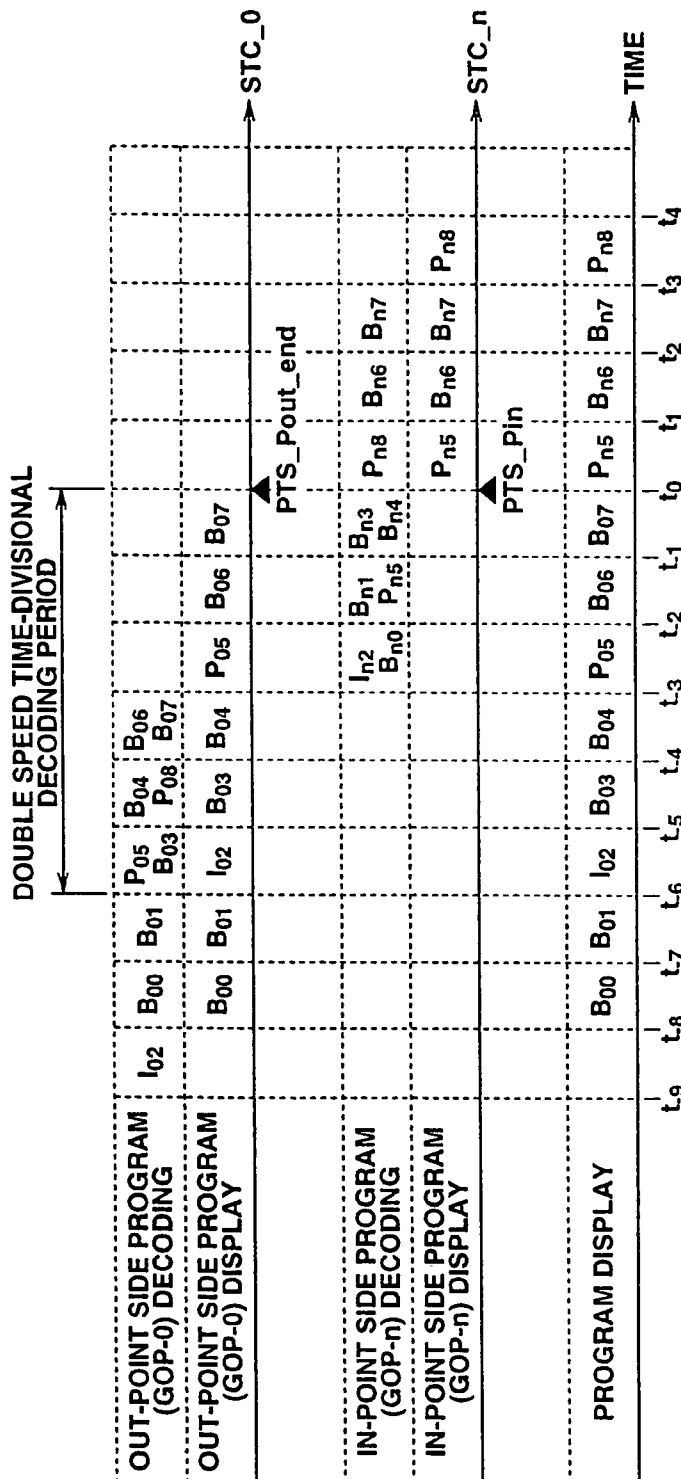 DOUBLE SPEED TIME-DIVISIONAL
DECODING PERIOD
OUT-POINT SIDE PROGRAM
(GOP-0) DECODING
I02 B00 B01 P05 B03 B04 P08 B06 B07
OUT-POINT SIDE PROGRAM
(GOP-0) DISPLAY
B00 B01 I02 B03 B04 P05 B06 B07
STC_0
PTS_Pout_end
IN-POINT SIDE PROGRAM
(GOP-n) DECODING
In2 Bn0 Bn1 Pn5 Bn3 Bn4 Pn8 Bn6 Bn7
IN-POINT SIDE PROGRAM
(GOP-n) DISPLAY
Pn5 Bn6 Bn7 Pn8
STC_n
PTS_Pin
PROGRAM DISPLAY
B00 B01 I02 B03 B04 P05 B06 B07 Pn5 Bn6 Bn7 Pn8
TIME
t-9 t-8 t-7 t-6 t-5 t-4 t-3 t-2 t-1 t0 t1 t2 t3 t4